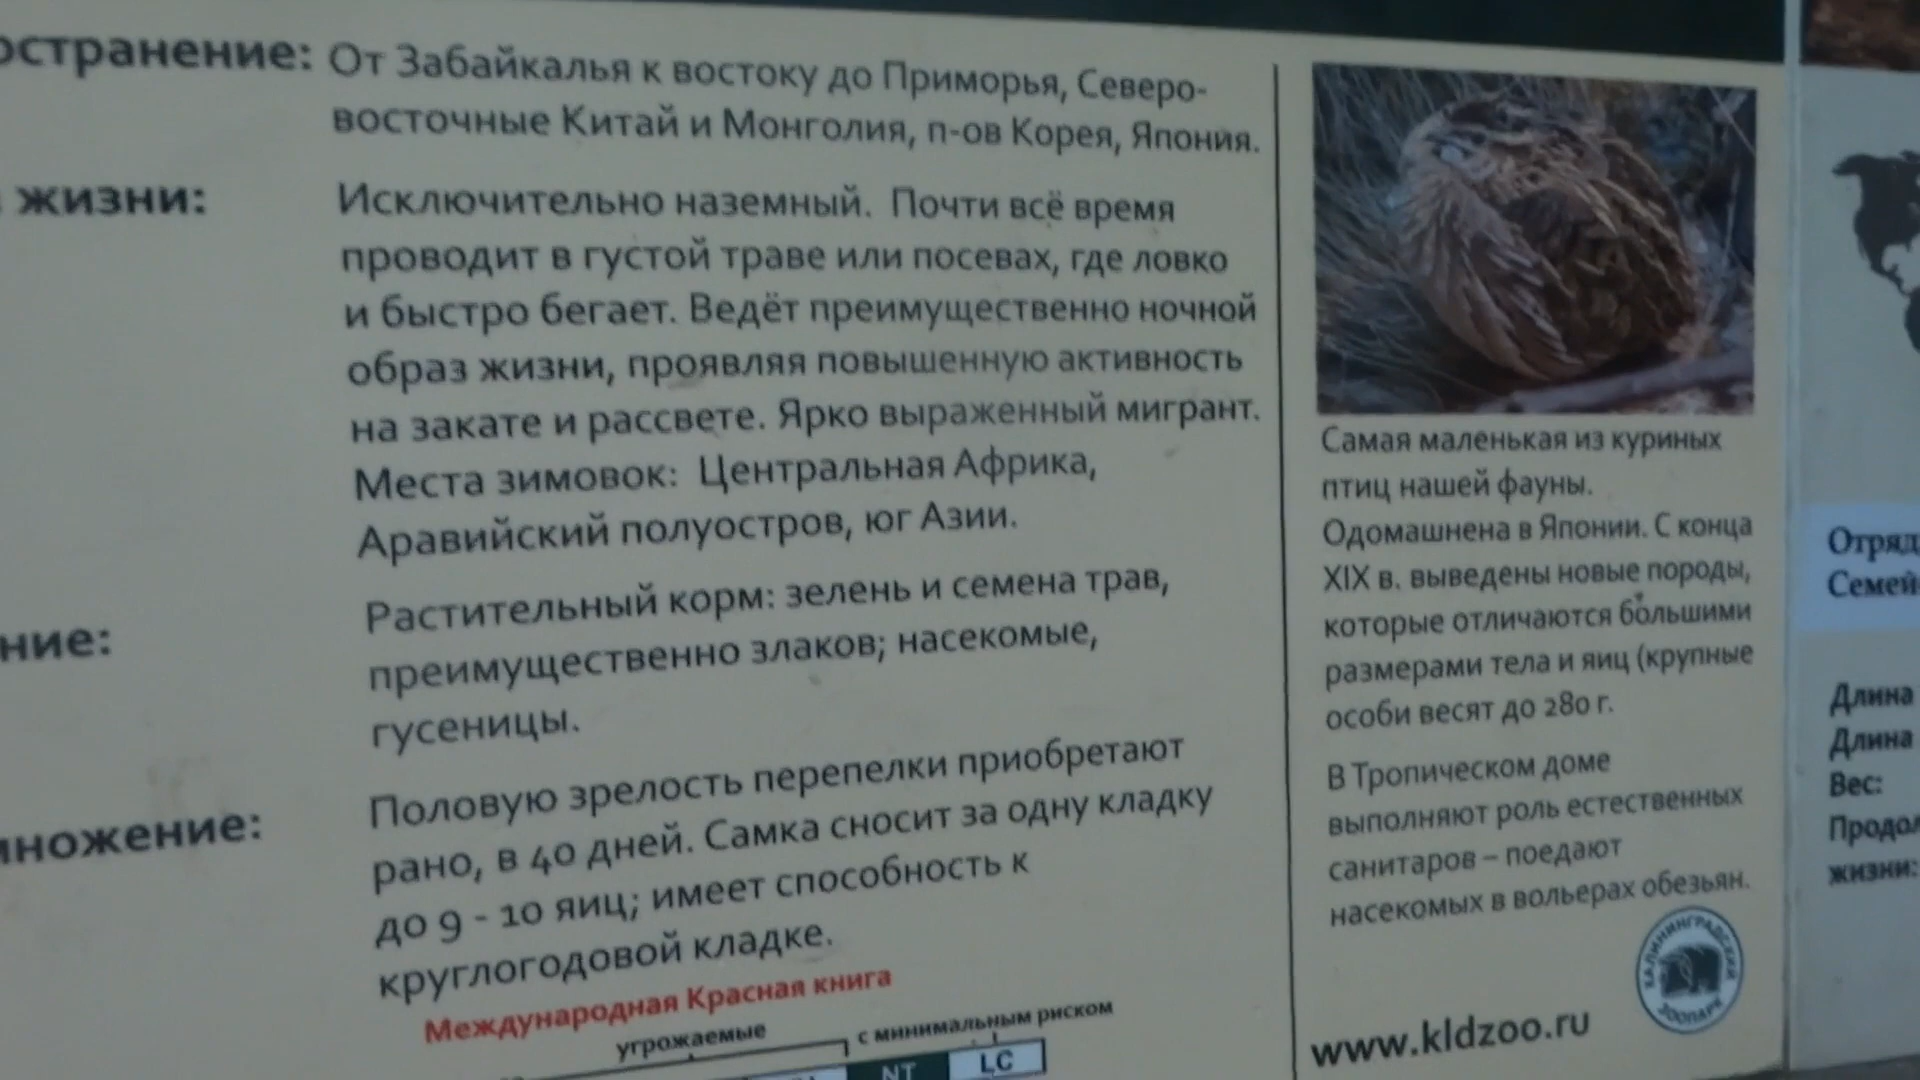 остранение: От Забайкалья к востоку до Приморья, Северо-
восточные Китай и Монголия, п-ов Корея, Япония.
жизни: Исключительно наземный. Почти всё время
проводит в густой траве или посевах, где ловко
и быстро бегает. Ведёт преимущественно ночной
образ жизни, проявляя повышенную активность
на закате и рассвете. Ярко выраженный мигрант.
Места зимовок: Центральная Африка,
Аравийский полуостров, юг Азии.
ние: Растительный корм: зелень и семена трав,
преимущественно злаков; насекомые,
гусеницы.
множение: Половую зрелость перепелки приобретают
рано, в 40 дней. Самка сносит за одну кладку
до 9 - 10 яиц; имеет способность к
круглогодовой кладке.
Международная Красная книга
угрожаемые с минимальным риском
NT LC
Самая маленькая из куриных
птиц нашей фауны.
Одомашнена в Японии. С конца
XIX в. выведены новые породы,
которые отличаются большими
размерами тела и яиц (крупные
особи весят до 280 г.
В Тропическом доме
выполняют роль естественных
санитаров – поедают
насекомых в вольерах обезьян.
КАЛИНИНГРАДСКИЙ
ЗООПАРК
www.kldzoo.ru
Отряд
Семей
Длина
Длина
Вес:
Продол
жизни: